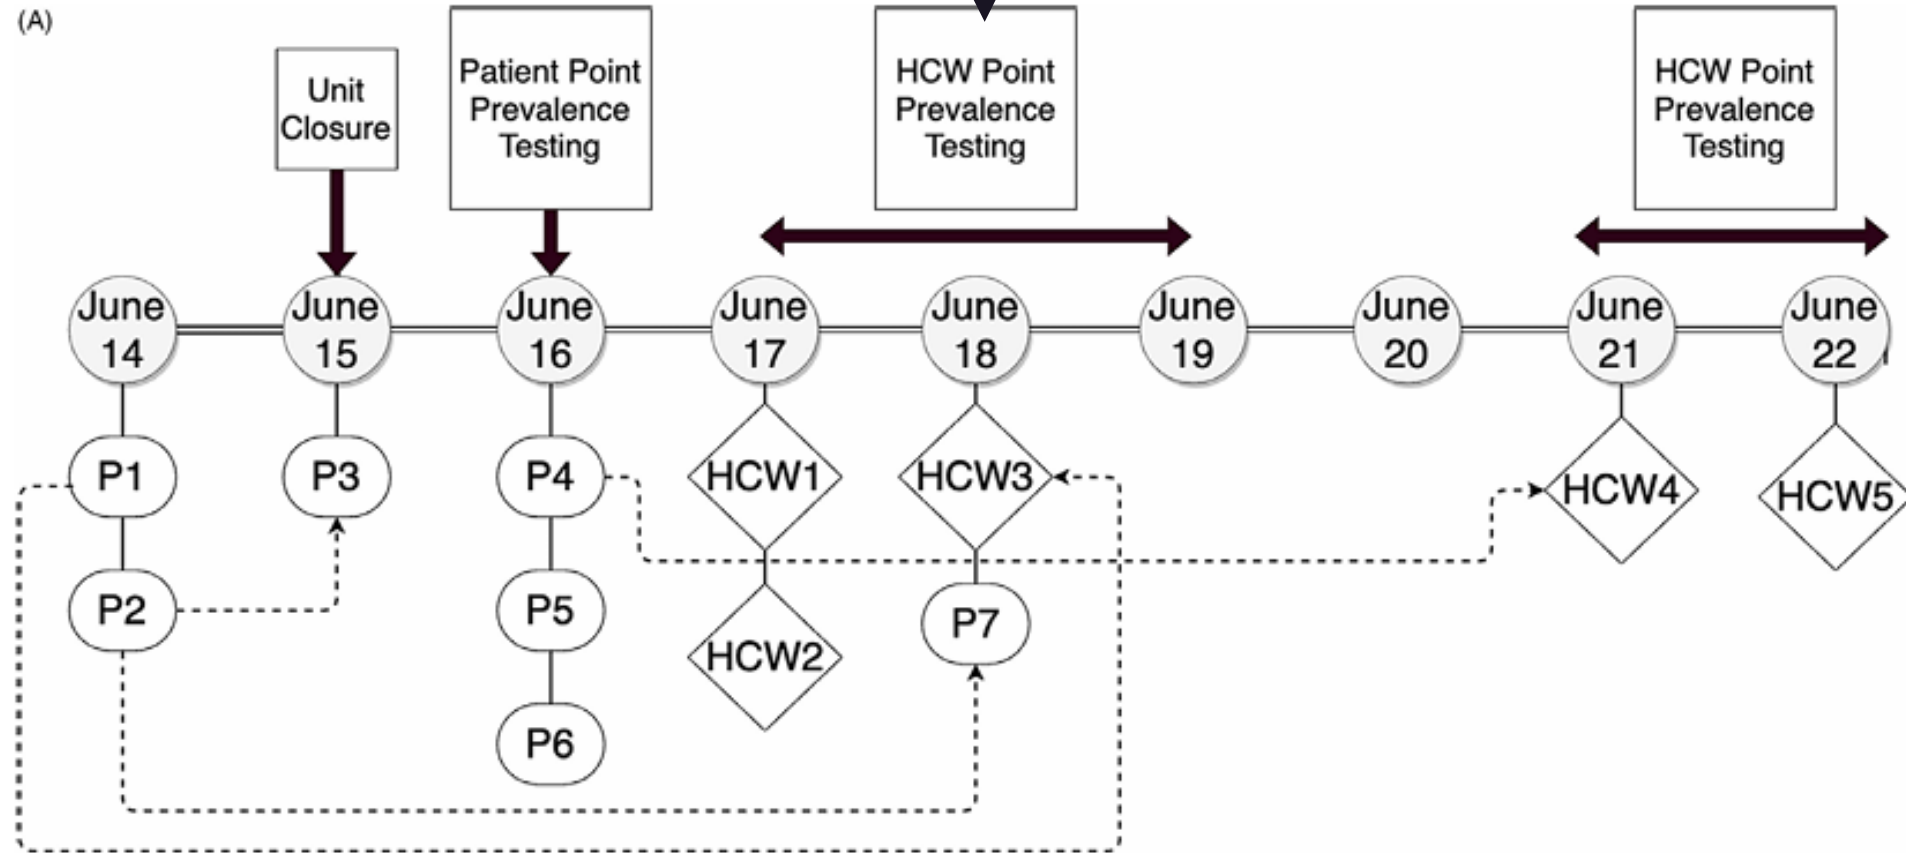 (A)
Unit
Closure
Patient Point
Prevalence
Testing
HCW Point
Prevalence
Testing
HCW Point
Prevalence
Testing
June
14
June
15
June
16
June
17
June
18
June
19
June
20
June
21
June
22
P1
P3
P4
HCW1
HCW3
HCW4
HCW5
P2
P5
P7
HCW2
P6